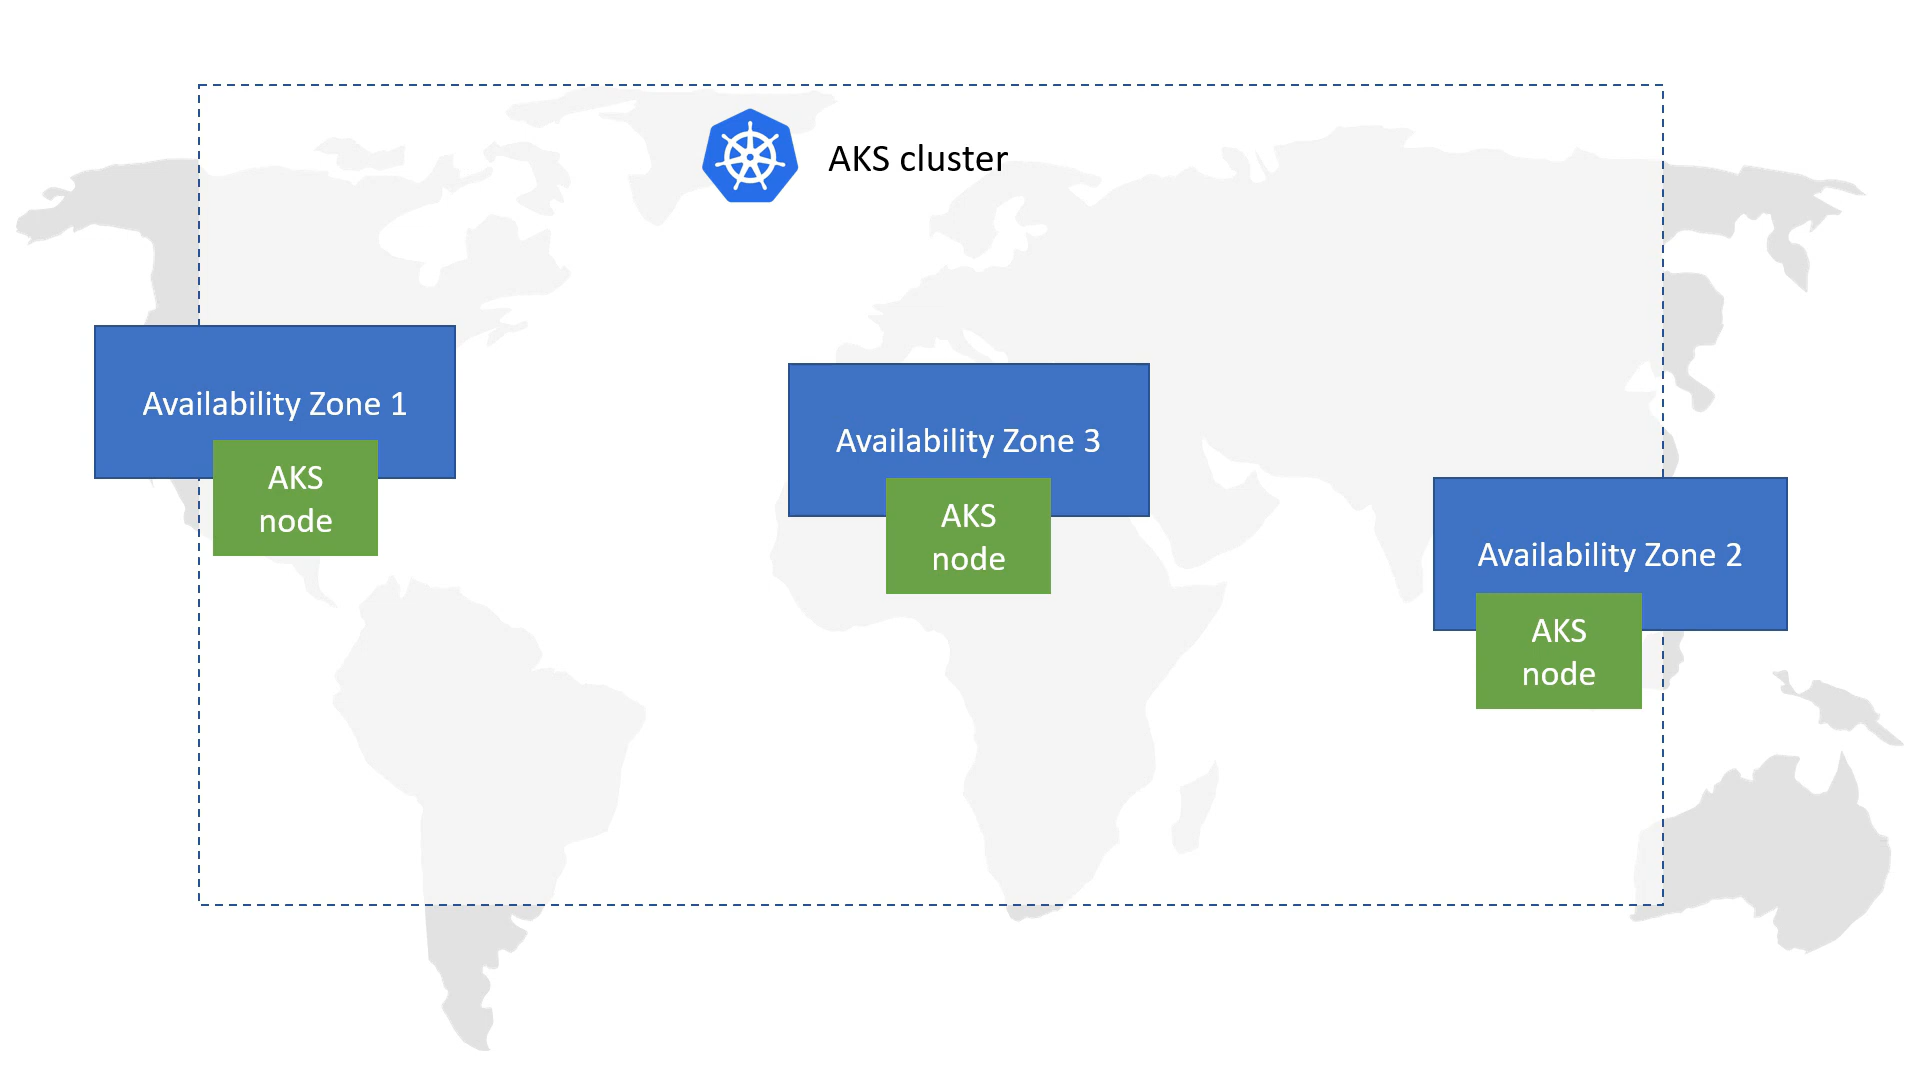 AKS cluster
Availability Zone 1
AKS
node
Availability Zone 3
AKS
node
Availability Zone 2
AKS
node